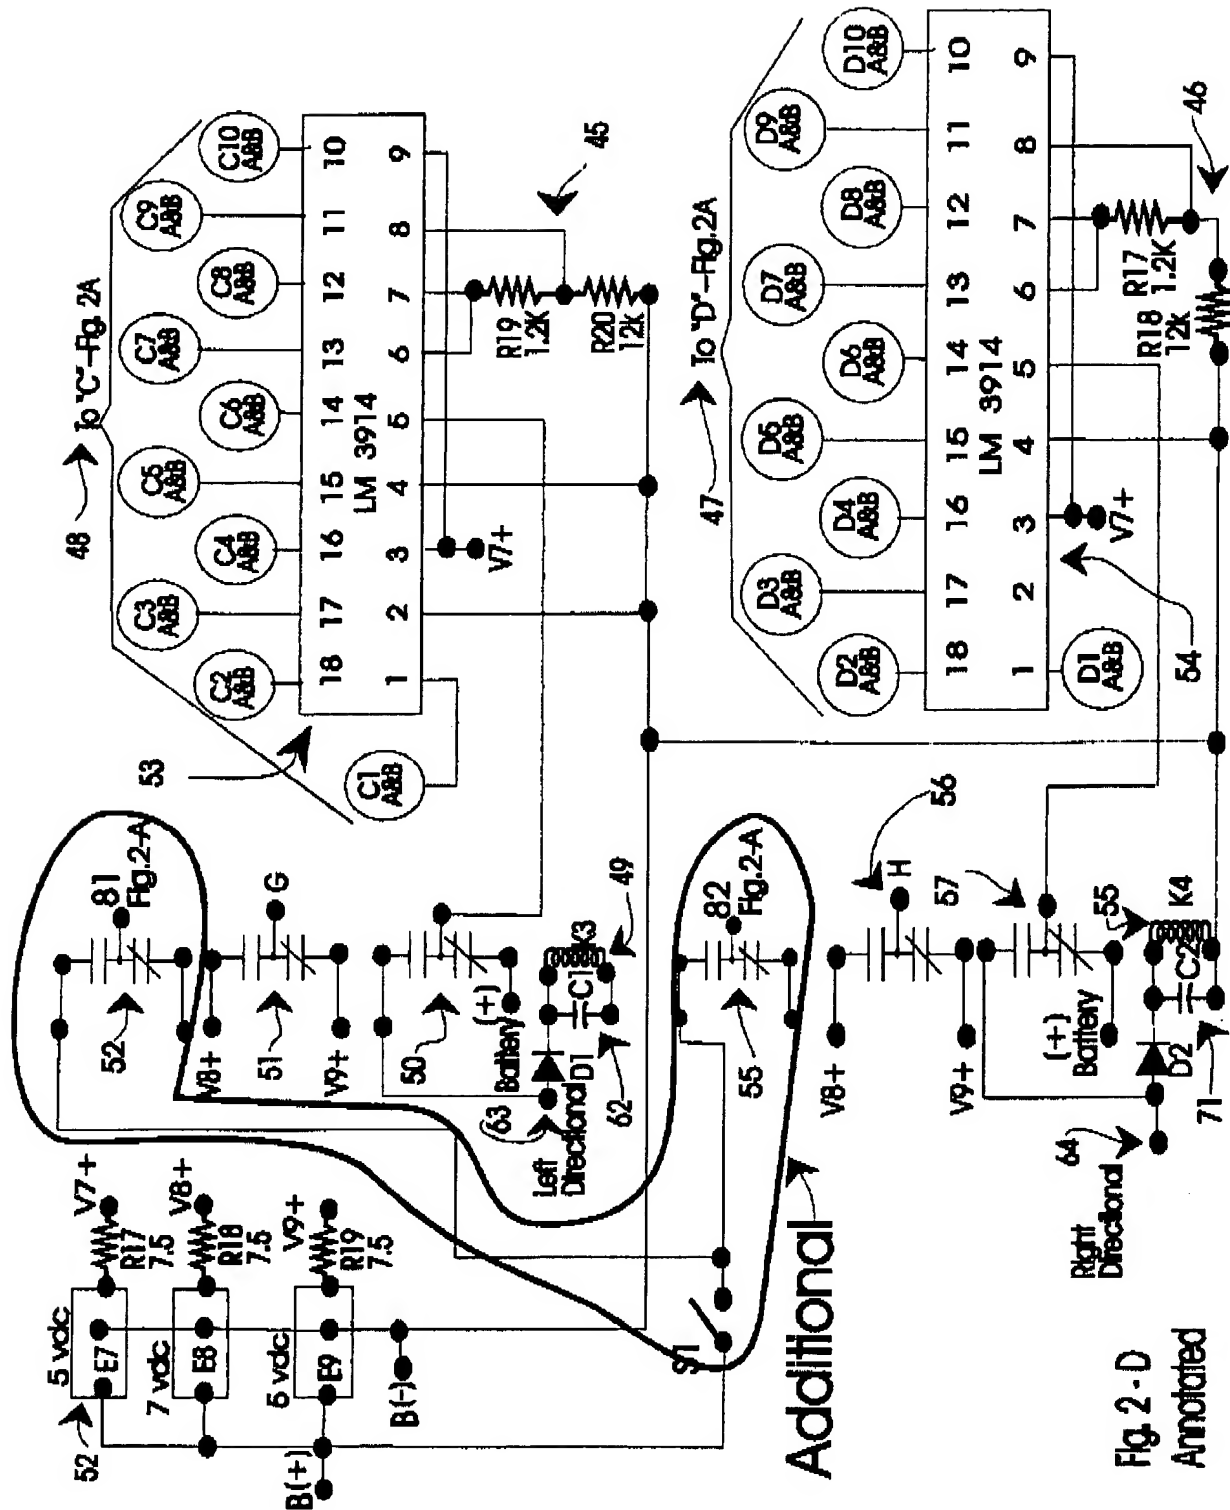 5 vdc
E7
52
V7+
R17
7.5
7 vdc
E8
V8+
R18
7.5
5 vdc
E9
V9+
R19
7.5
B(+)
B(-)
S1
Additional
52
81
Fig.2-A
V8+
51
G
V9+
50
(+)
Battery
63
Left
Directional
D1
C1
K3
49
62
82
Fig.2-A
55
V8+
56
H
V9+
57
(+)
Battery
55
K4
64
Right
Directional
D2
C2
71
48
To "C"-Fig. 2A
C1
A&B
C2
A&B
C3
A&B
C4
A&B
C5
A&B
C6
A&B
C7
A&B
C8
A&B
C9
A&B
C10
A&B
53
18 17 16 15 14 13 12 11 10
LM 3914
1 2 3 4 5 6 7 8 9
V7+
R19
1.2K
R20
12K
45
47
To "D"-Fig.2A
D2
A&B
D3
A&B
D4
A&B
D5
A&B
D6
A&B
D7
A&B
D8
A&B
D9
A&B
D10
A&B
18 17 16 15 14 13 12 11 10
LM 3914
1 2 3 4 5 6 7 8 9
D1
A&B
54
V7+
R17
1.2K
R18
12k
46
Fig. 2 - D
Annotated